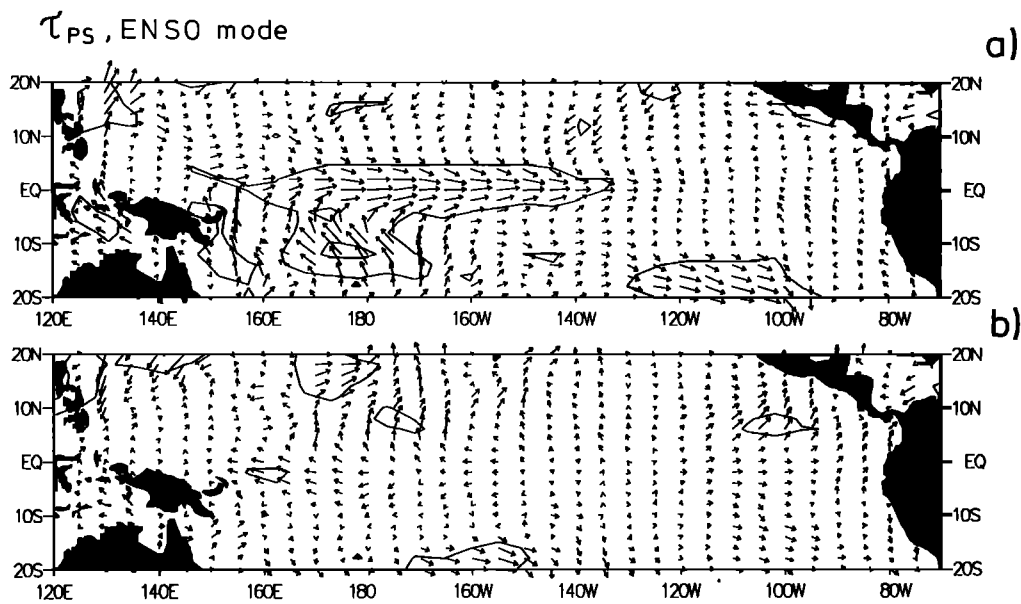 τPS, ENSO mode
a)
20N 20N
10N 10N
EQ EQ
10S 10S
20S 20S
120E 140E 160E 180 160W 140W 120W 100W 80W
b)
20N 20N
10N 10N
EQ EQ
10S 10S
20S 20S
120E 140E 160E 180 160W 140W 120W 100W 80W